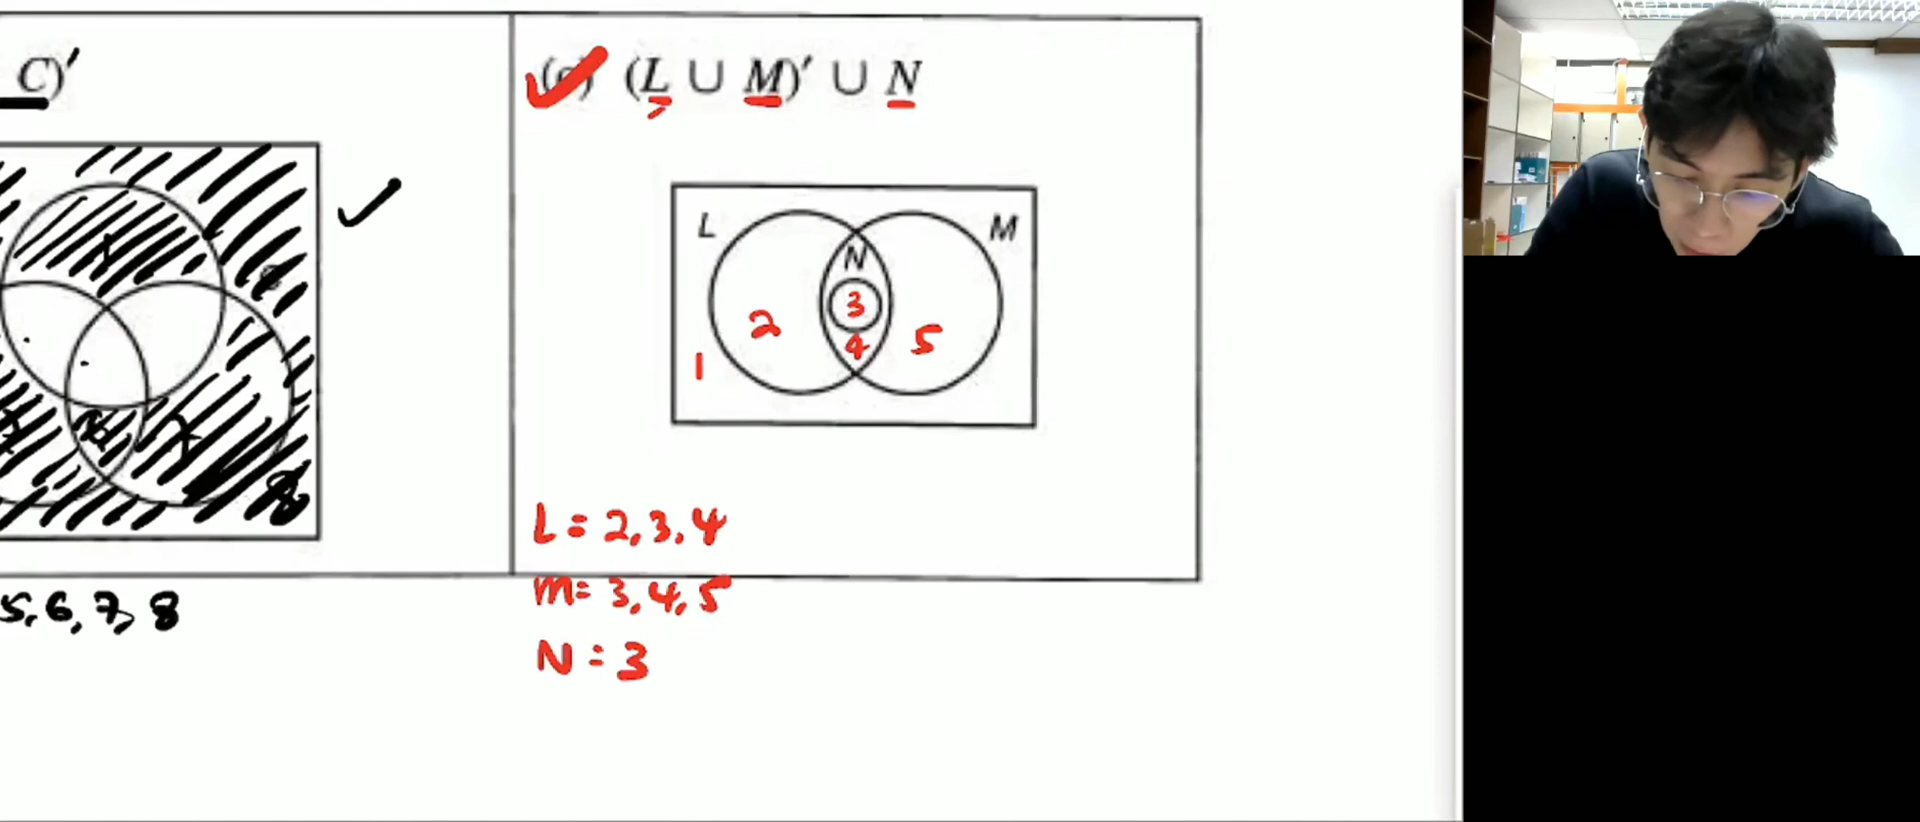 C)′
(L ∪ M)′ ∪ N
L
M
N
3
2
4
5
1
L = 2, 3, 4
M = 3, 4, 5
5, 6, 7, 8
N = 3